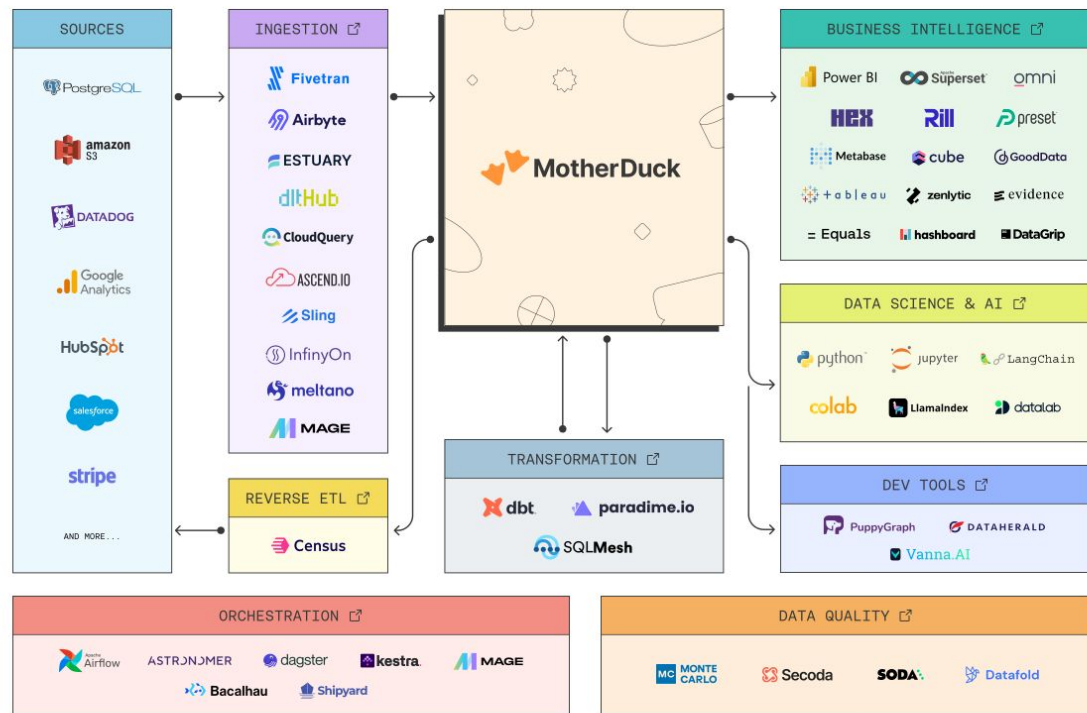 SOURCES
PostgreSQL
amazon
S3
DATADOG
Google
Analytics
HubSpot
salesforce
stripe
AND MORE...
INGESTION
Fivetran
Airbyte
ESTUARY
dltHub
CloudQuery
ASCEND.IO
Sling
InfinyOn
meltano
MAGE
REVERSE ETL
Census
MotherDuck
TRANSFORMATION
dbt paradime.io
SQLMesh
BUSINESS INTELLIGENCE
Power BI Apache Superset omni
HEX Rill preset
Metabase cube GoodData
+ableau zenlytic evidence
= Equals hashboard DataGrip
DATA SCIENCE & AI
python jupyter LangChain
colab LlamaIndex datalab
DEV TOOLS
PuppyGraph DATAHERALD
Vanna.AI
ORCHESTRATION
Apache
Airflow ASTRONOMER dagster kestra. MAGE
Bacalhau Shipyard
DATA QUALITY
MC MONTE
CARLO Secoda SODA Datafold